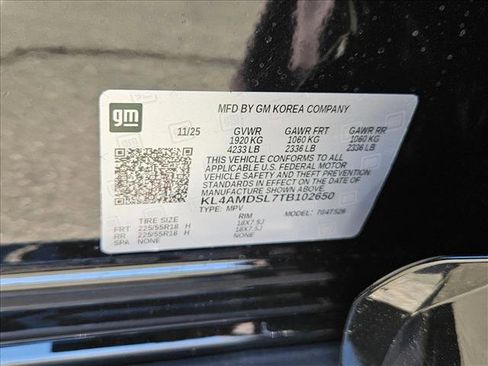 gm
MFD BY GM KOREA COMPANY
11/25 GVWR GAWR FRT GAWR RR
1920 KG 1060 KG 1060 KG
4233 LB 2336 LB 2336 LB
THIS VEHICLE CONFORMS TO ALL
APPLICABLE U.S. FEDERAL MOTOR
VEHICLE SAFETY AND THEFT PREVENTION
STANDARDS IN EFFECT ON THE DATE OF
MANUFACTURE SHOWN ABOVE.
KL4AMDSL7TB102650
TYPE: MPV MODEL: 7047526
TIRE SIZE RIM
FRT 225/55R18 H 18X7.5J
RR 225/55R18 H 18X7.5J
SPA NONE NONE